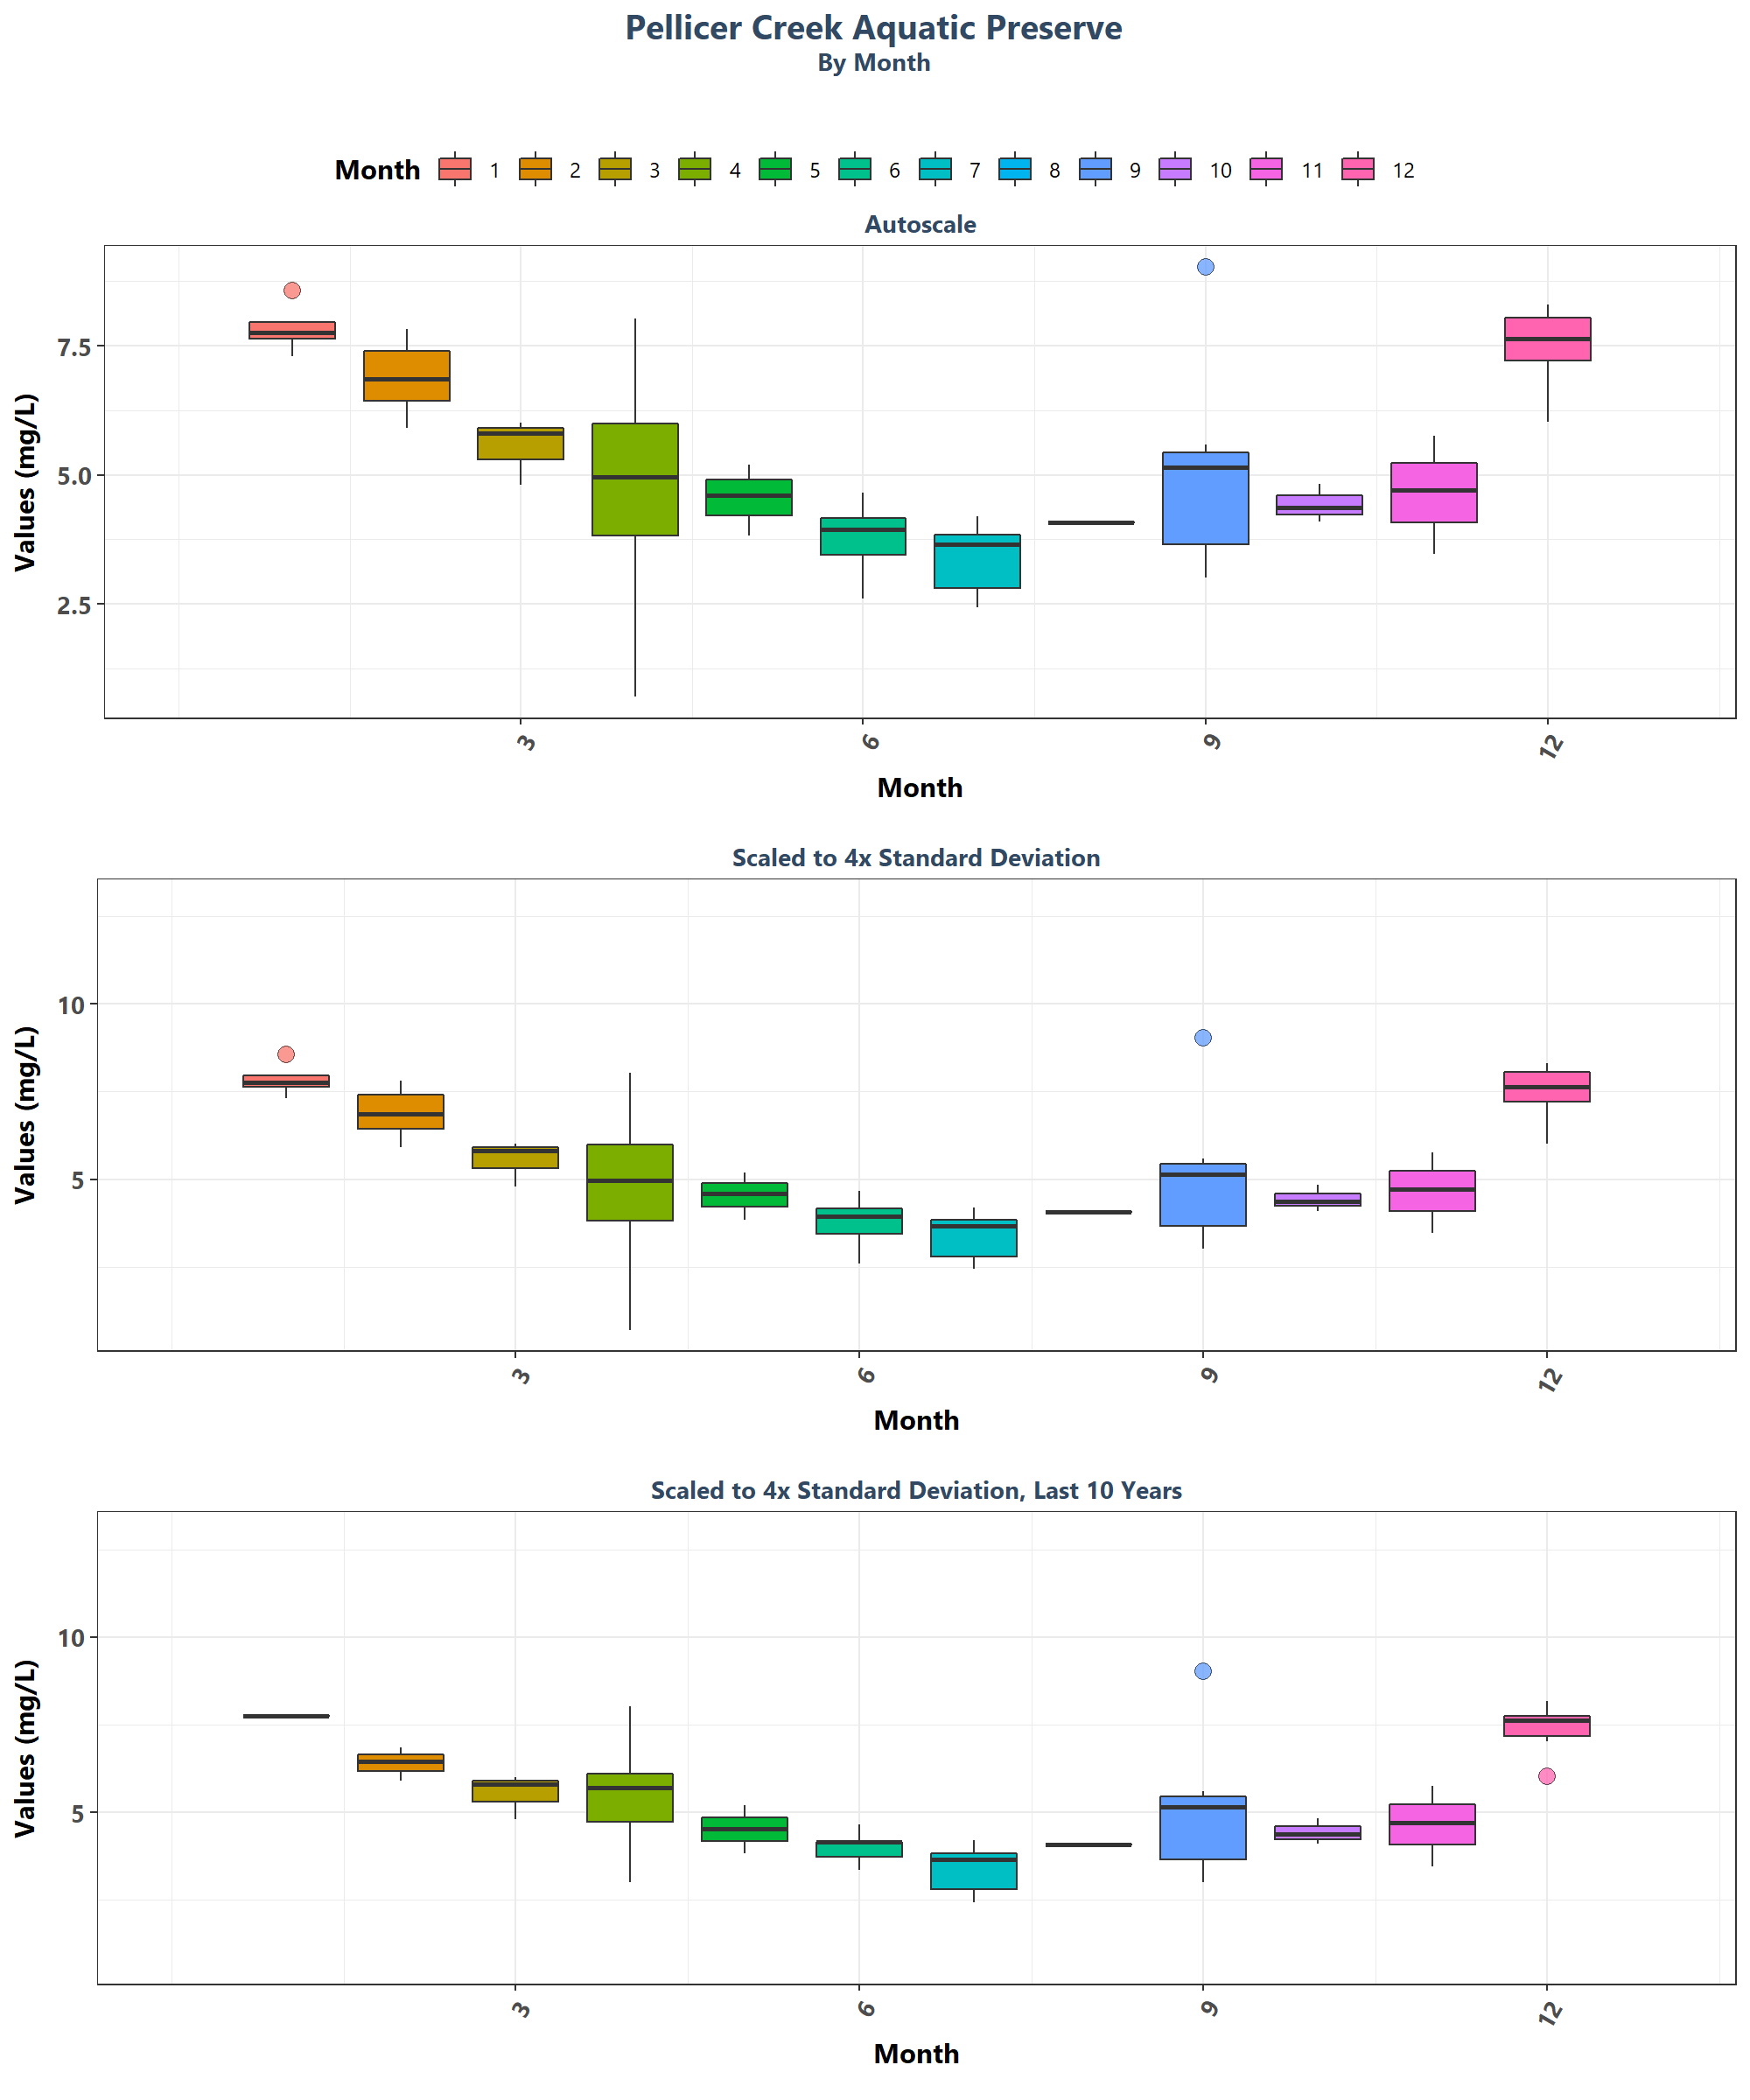 Pellicer Creek Aquatic Preserve
By Month
Month 1 2 3 4 5 6 7 8 9 10 11 12
Autoscale
Values (mg/L)
7.5
5.0
2.5
3 6 9 12
Month
Scaled to 4x Standard Deviation
Values (mg/L)
10
5
3 6 9 12
Month
Scaled to 4x Standard Deviation, Last 10 Years
Values (mg/L)
10
5
3 6 9 12
Month